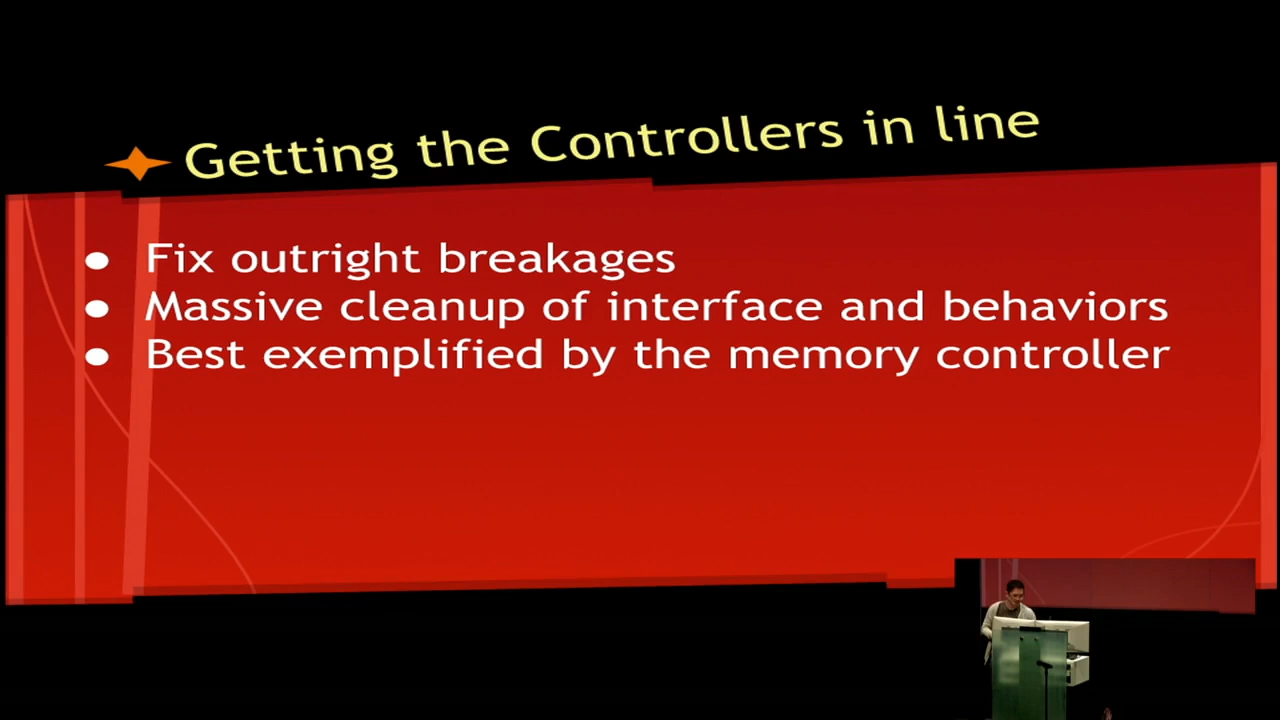 Getting the Controllers in line
● Fix outright breakages
● Massive cleanup of interface and behaviors
● Best exemplified by the memory controller